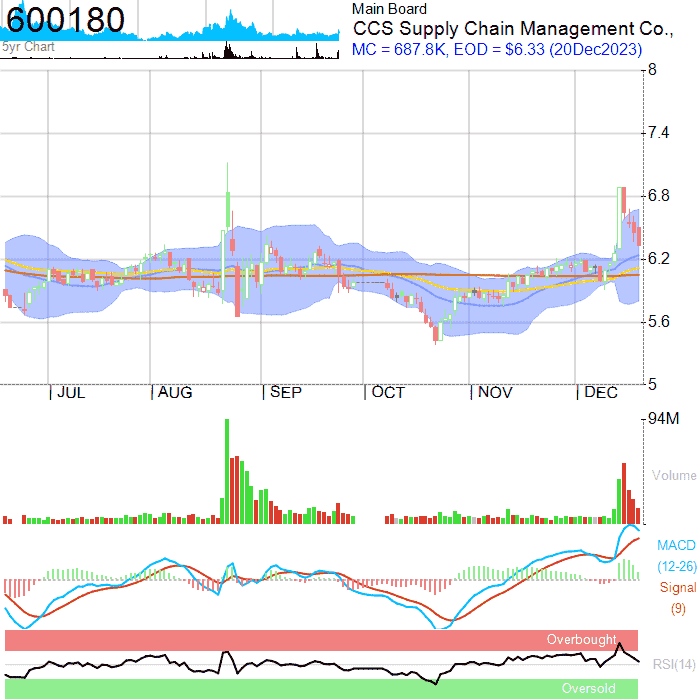 600180
5yr Chart
Main Board
CCS Supply Chain Management Co.,
MC = 687.8K, EOD = $6.33 (20Dec2023)
8
7.4
6.8
6.2
5.6
5
JUL
AUG
SEP
OCT
NOV
DEC
94M
Volume
MACD
(12-26)
Signal
(9)
Overbought
RSI(14)
Oversold